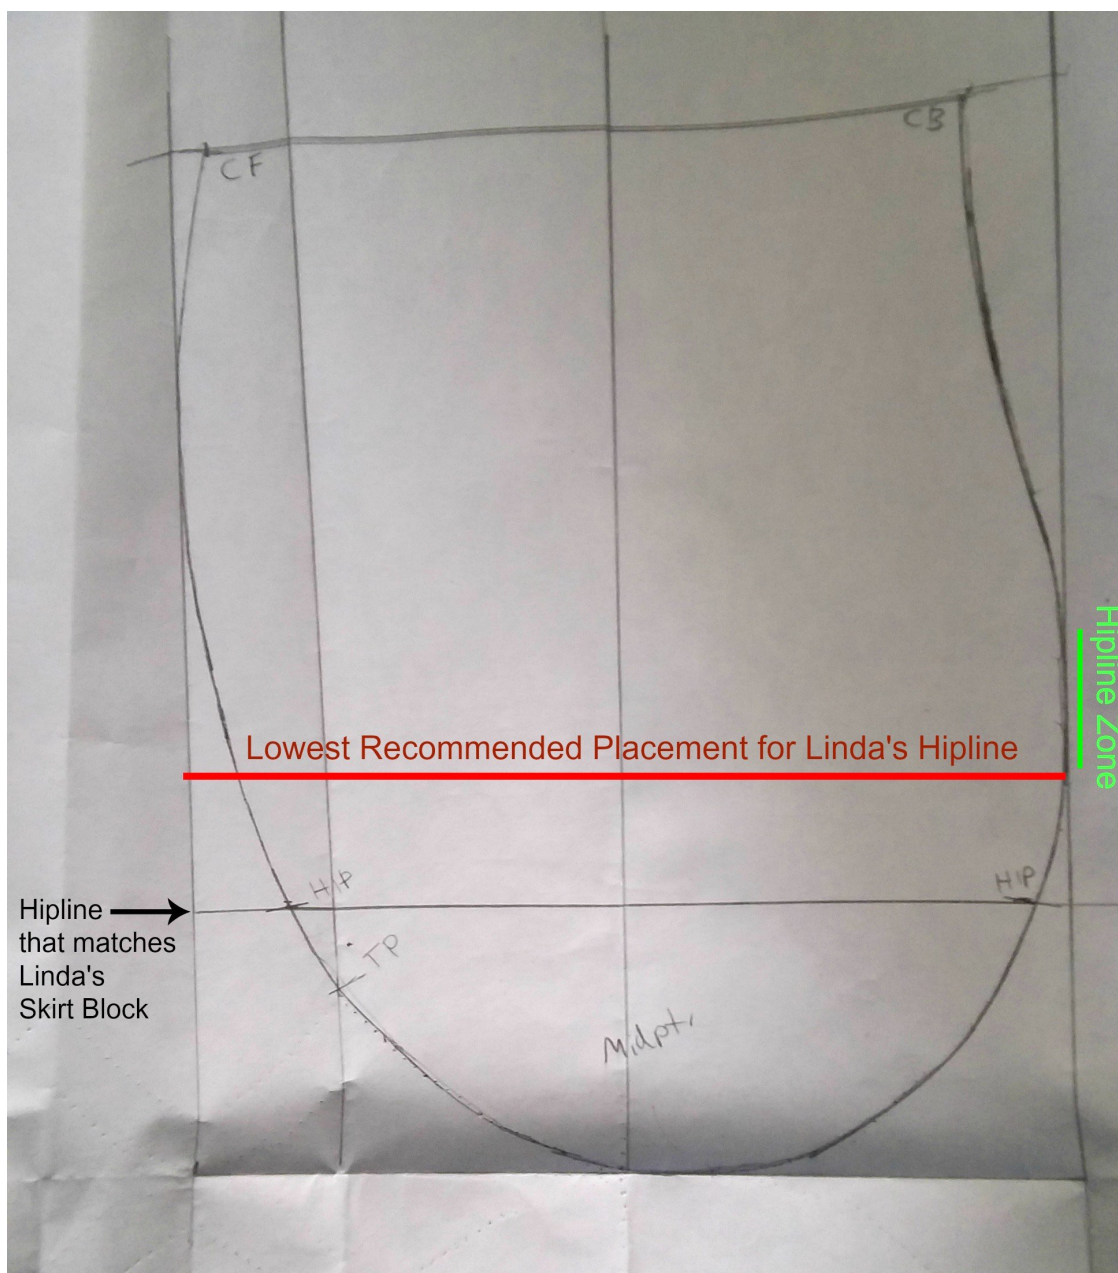 CB
CF
Hipline Zone
Lowest Recommended Placement for Linda's Hipline
HIP
HIP
Hipline
that matches
Linda's
Skirt Block
TP
Midpt.